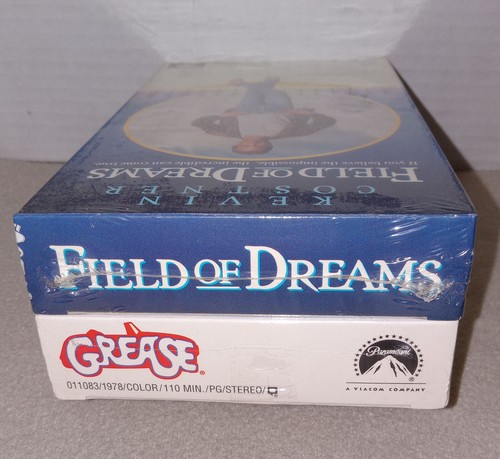 If you believe the impossible, the incredible can come true.
FIELD OF DREAMS
KEVIN
COSTNER
FIELD OF DREAMS
GREASE
011083/1978/COLOR/110 MIN./PG/STEREO/
Paramount
A VIACOM COMPANY